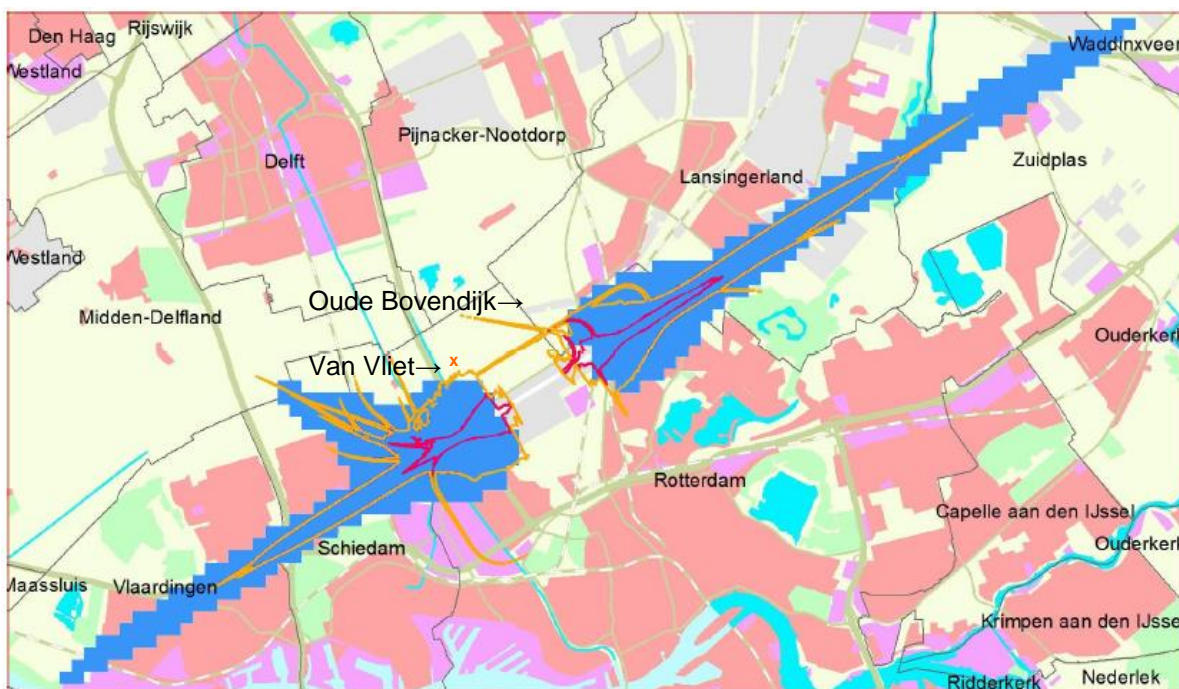 Rijswijk
Den Haag
Waddinxveen
Westland
Pijnacker-Nootdorp
Delft
Zuidplas
Lansingerland
Westland
Oude Bovendijk→
Midden-Delfland
Ouderkerk
Van Vliet→ x
Rotterdam
Capelle aan den IJssel
Schiedam
Ouderkerk
Maassluis
Vlaardingen
Krimpen aan den IJssel
Nederlek
Ridderkerk